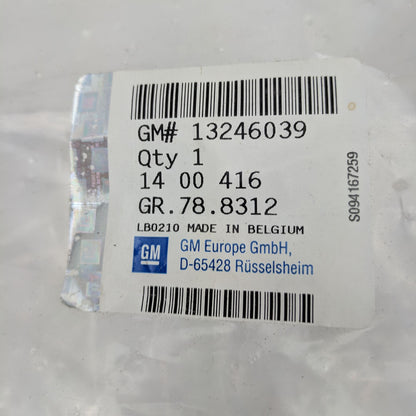 GM# 13246039
Qty 1
14 00 416
GR.78.8312
LB0210 MADE IN BELGIUM
GM
GM Europe GmbH,
D-65428 Rüsselsheim
S094167259